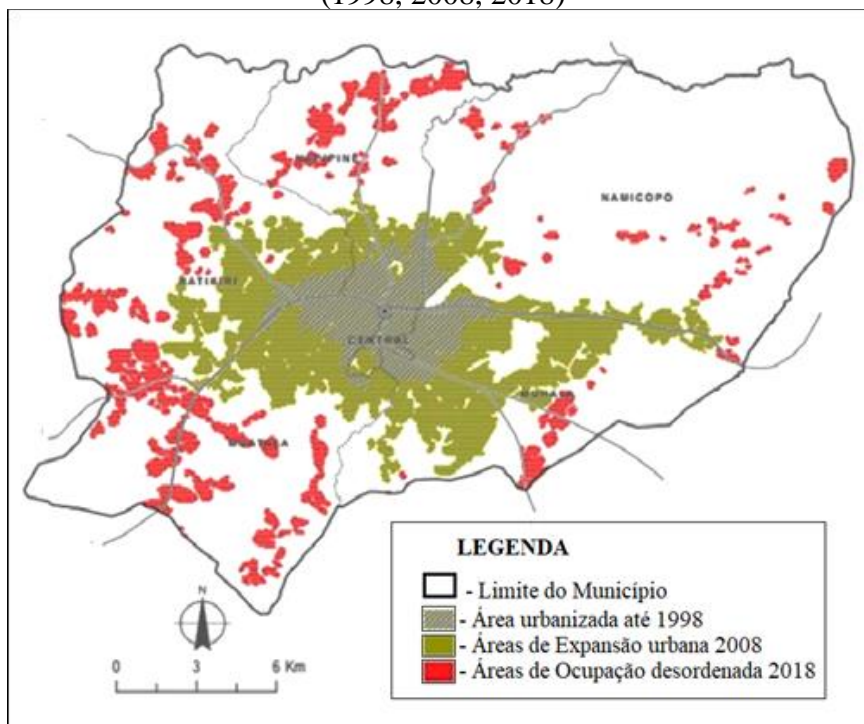 (1998, 2008, 2018)
NAMICOPO
CENTRAL
LEGENDA
- Limite do Município
- Área urbanizada até 1998
- Áreas de Expansão urbana 2008
- Áreas de Ocupação desordenada 2018
N
0 3 6 Km